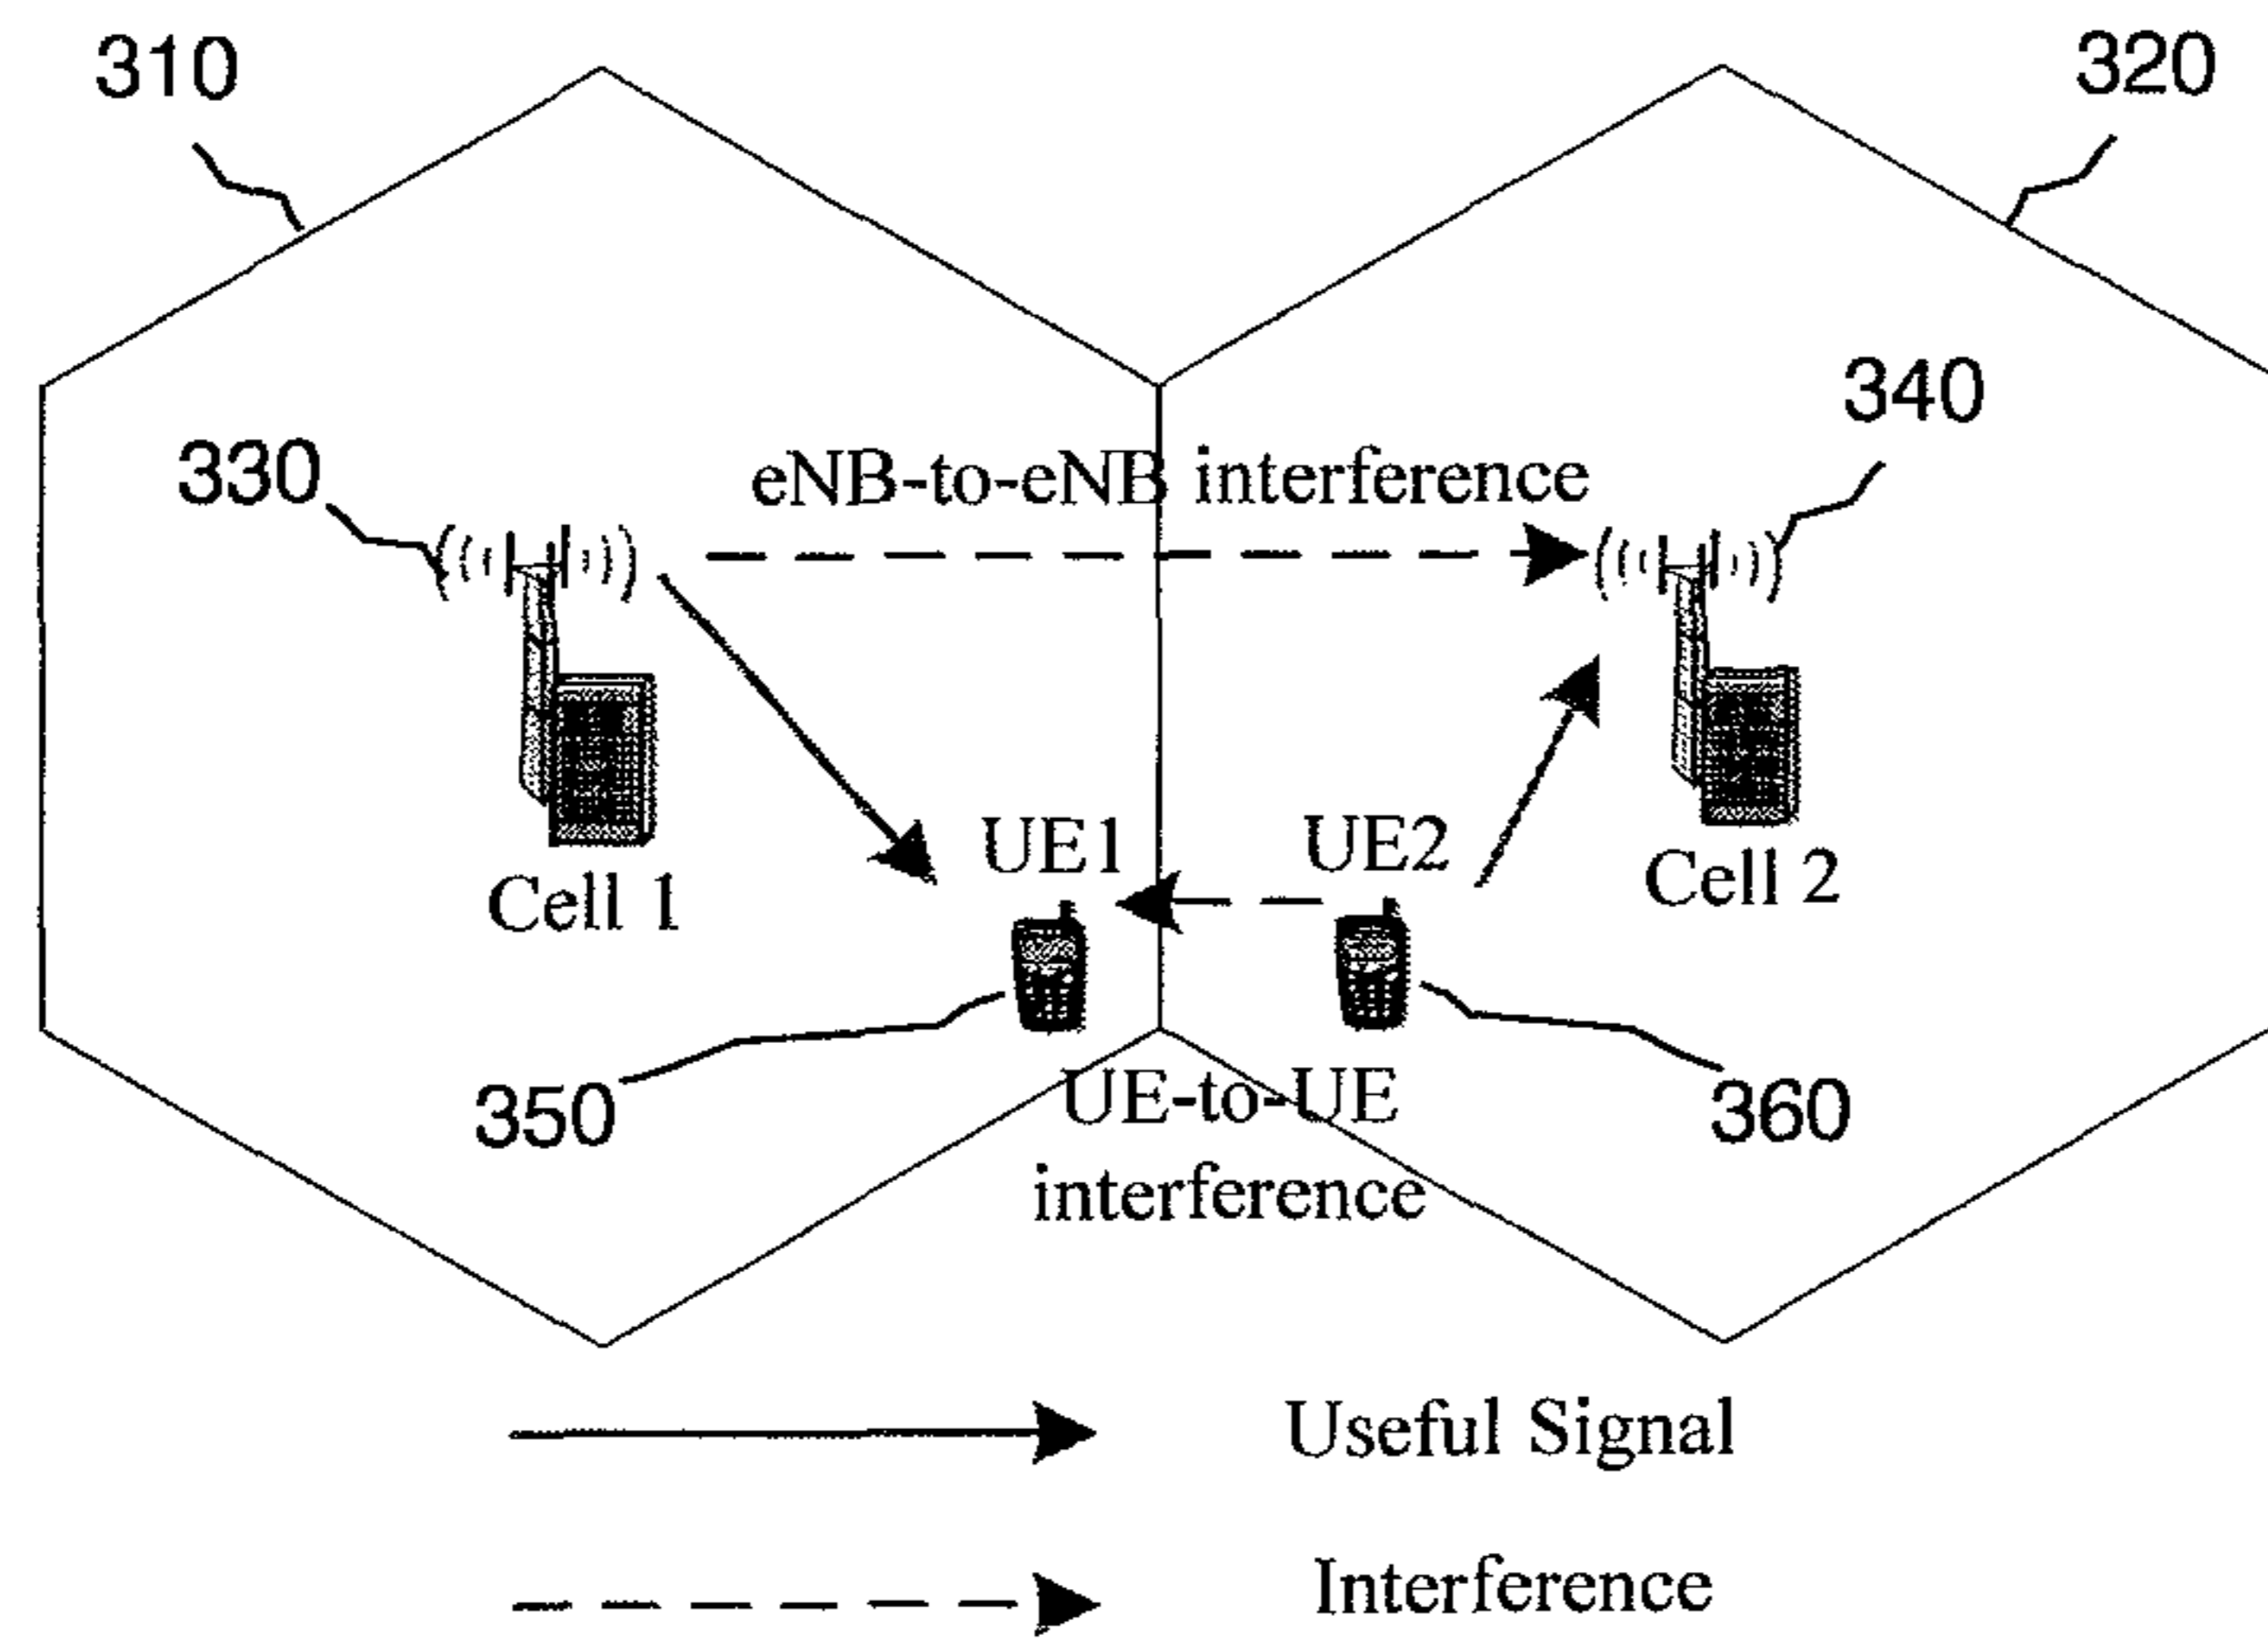 310
320
340
330
eNB-to-eNB interference
UE1
UE2
Cell 1
Cell 2
350
UE-to-UE
interference
360
Useful Signal
Interference